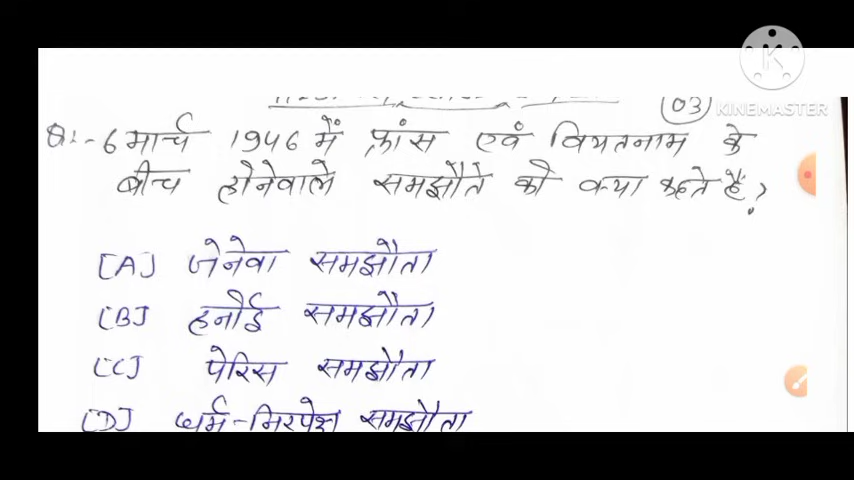 (03)
KINEMASTER
Q:- 6 मार्च 1946 में फ्रांस एवं वियतनाम के
बीच होनेवाले समझौते को क्या कहते हैं?
[A] जेनेवा समझौता
[B] हनोई समझौता
[C] पेरिस समझौता
[D] धर्म-निरपेक्ष समझौता